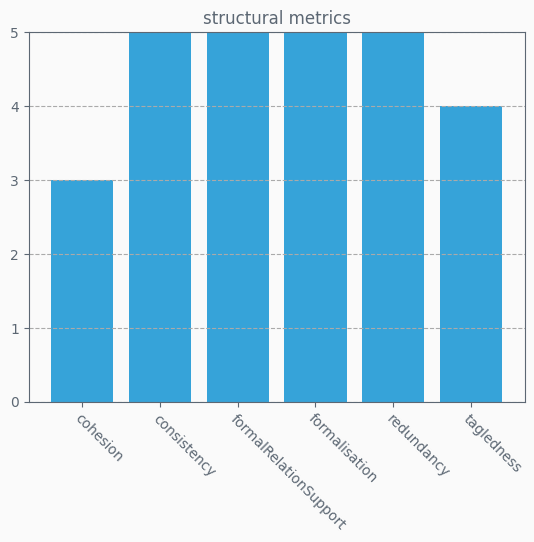 structural metrics
5
4
3
2
1
0
cohesion
consistency
formalRelationSupport
formalisation
redundancy
tagledness